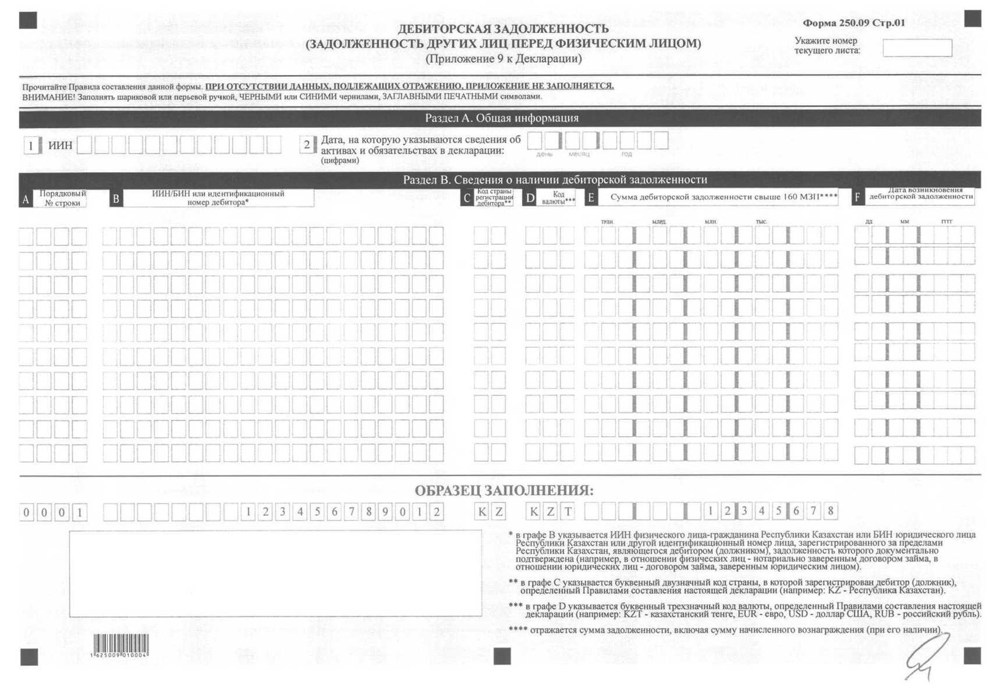 Форма 250.09 Стр.01
ДЕБИТОРСКАЯ ЗАДОЛЖЕННОСТЬ
(ЗАДОЛЖЕННОСТЬ ДРУГИХ ЛИЦ ПЕРЕД ФИЗИЧЕСКИМ ЛИЦОМ)
(Приложение 9 к Декларации)
Укажите номер
текущего листа:
Прочитайте Правила составления данной формы. ПРИ ОТСУТСТВИИ ДАННЫХ, ПОДЛЕЖАЩИХ ОТРАЖЕНИЮ, ПРИЛОЖЕНИЕ НЕ ЗАПОЛНЯЕТСЯ.
ВНИМАНИЕ! Заполнять шариковой или перьевой ручкой, ЧЕРНЫМИ или СИНИМИ чернилами, ЗАГЛАВНЫМИ ПЕЧАТНЫМИ символами.
Раздел А. Общая информация
1 ИИН
2 Дата, на которую указываются сведения об
активах и обязательствах в декларации:
(цифрами)
день месяц год
Раздел В. Сведения о наличии дебиторской задолженности
A Порядковый
№ строки
B ИИН/БИН или идентификационный
номер дебитора*
C Код страны
регистрации
дебитора**
D Код
валюты***
E Сумма дебиторской задолженности свыше 160 МЗП****
F Дата возникновения
дебиторской задолженности
ТРЛН. МЛРД. МЛН. ТЫС. ДД ММ ГГГГ
ОБРАЗЕЦ ЗАПОЛНЕНИЯ:
0 0 0 1 1 2 3 4 5 6 7 8 9 0 1 2 K Z K Z T 1 2 3 4 5 6 7 8
* в графе В указывается ИИН физического лица-гражданина Республики Казахстан или БИН юридического лица
Республики Казахстан или другой идентификационный номер лица, зарегистрированного за пределами
Республики Казахстан, являющегося дебитором (должником), задолженность которого документально
подтверждена (например, в отношении физических лиц - нотариально заверенным договором займа, в
отношении юридических лиц - договором займа, заверенным юридическим лицом).
** в графе С указывается буквенный двузначный код страны, в которой зарегистрирован дебитор (должник),
определенный Правилами составления настоящей декларации (например: KZ - Республика Казахстан).
*** в графе D указывается буквенный трехзначный код валюты, определенный Правилами составления настоящей
декларации (например: KZT - казахстанский тенге, EUR - евро, USD - доллар США, RUB - российский рубль).
**** отражается сумма задолженности, включая сумму начисленного вознаграждения (при его наличии).
1 625009 010004